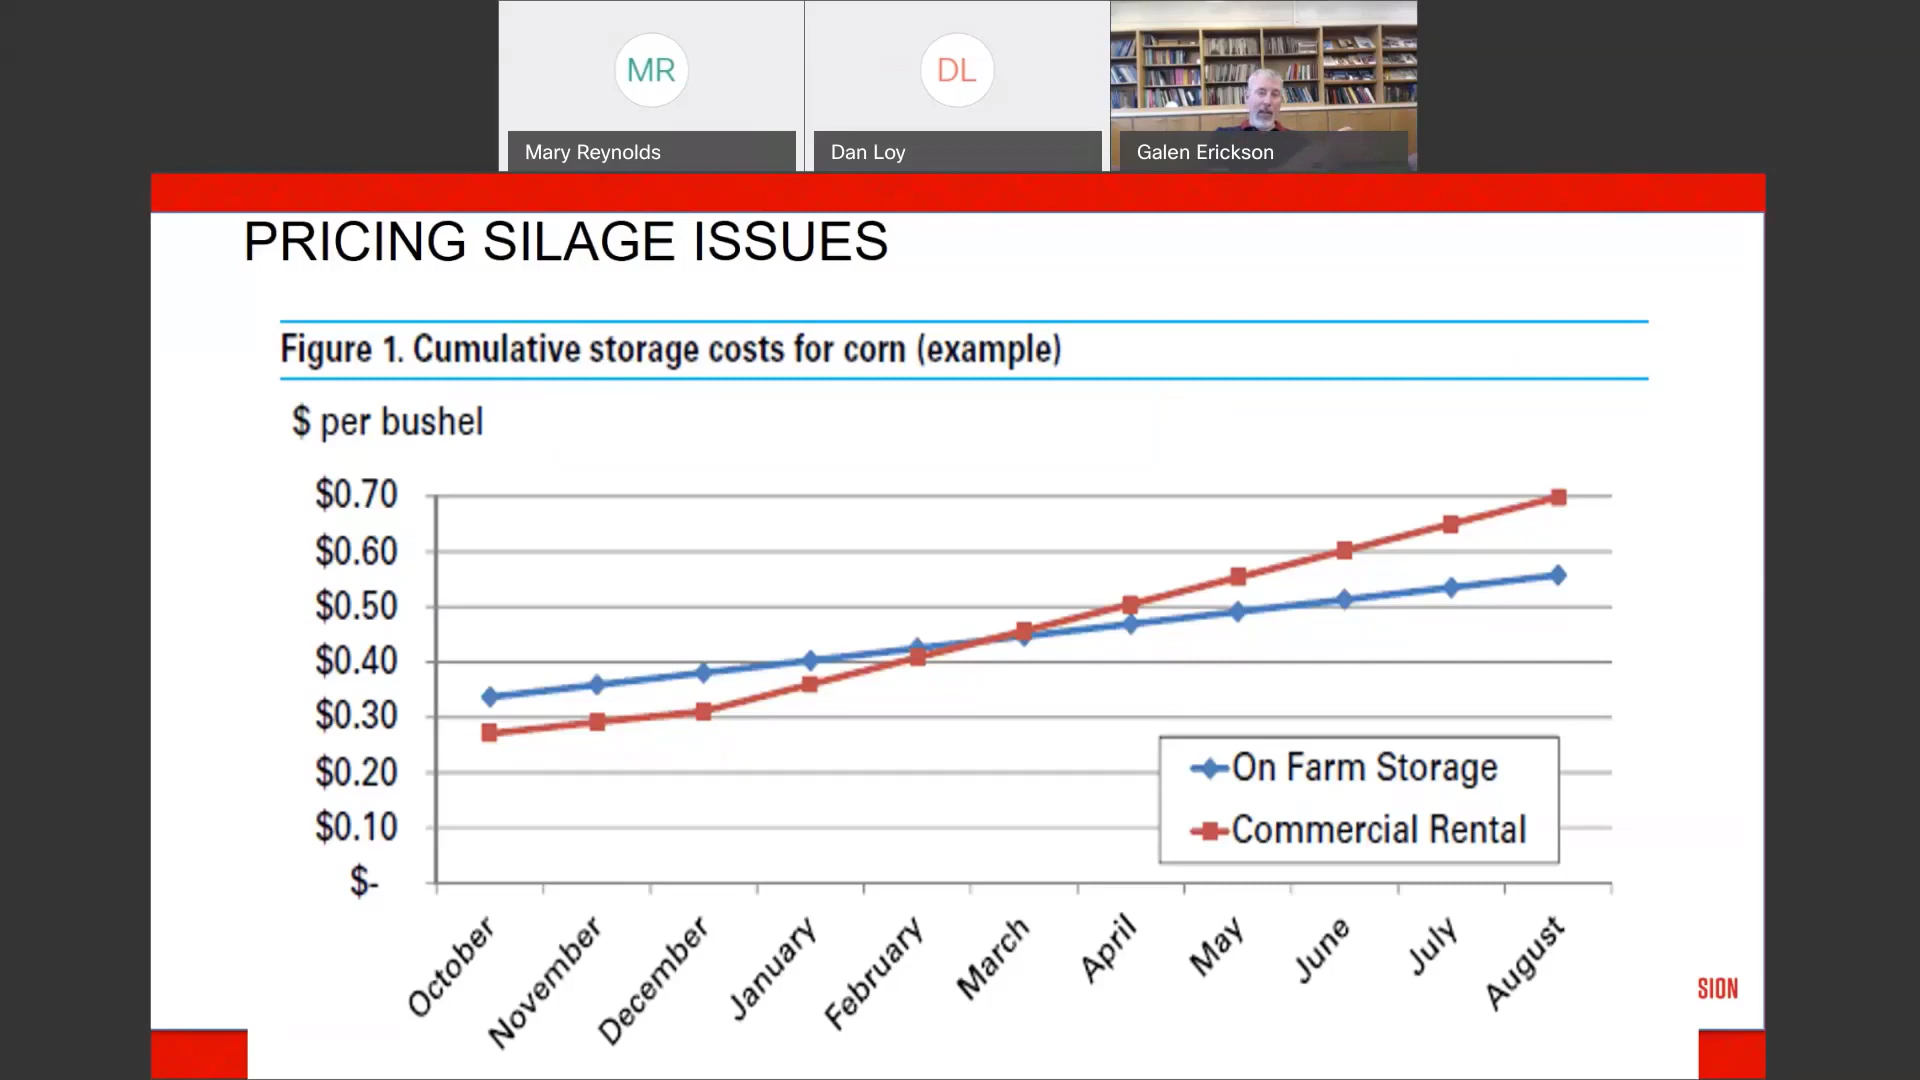 MR
DL
Mary Reynolds
Dan Loy
Galen Erickson
PRICING SILAGE ISSUES
Figure 1. Cumulative storage costs for corn (example)
$ per bushel
$0.70
$0.60
$0.50
$0.40
$0.30
$0.20
$0.10
$-
On Farm Storage
Commercial Rental
October
November
December
January
February
March
April
May
June
July
August
SION